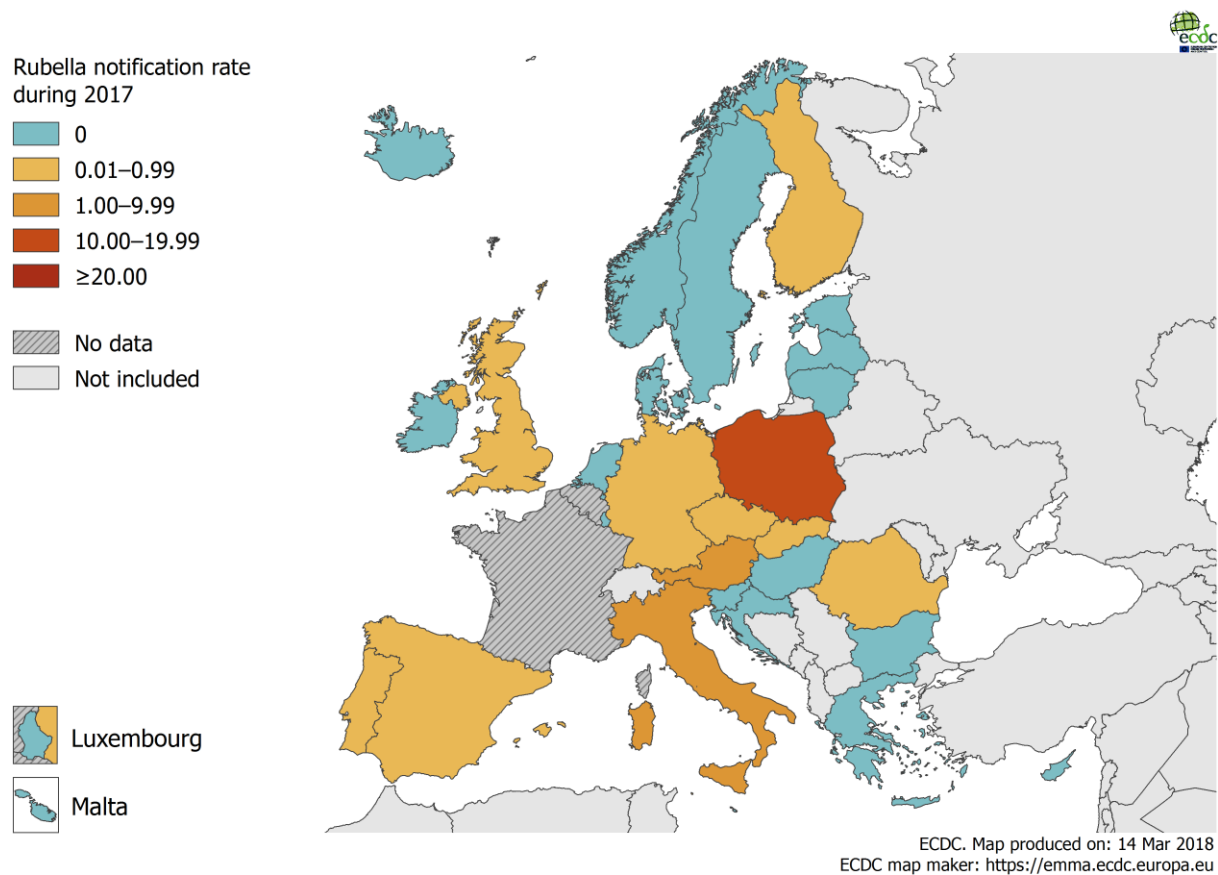 ecdc
Rubella notification rate
during 2017
0
0.01–0.99
1.00–9.99
10.00–19.99
≥20.00
No data
Not included
Luxembourg
Malta
ECDC. Map produced on: 14 Mar 2018
ECDC map maker: https://emma.ecdc.europa.eu